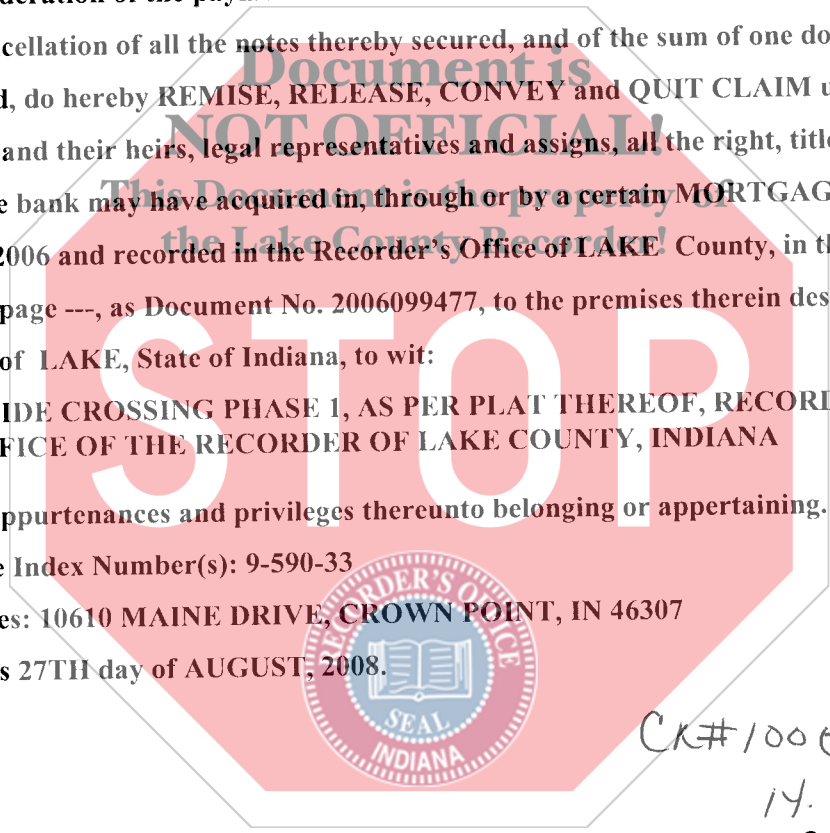 cellation of all the notes thereby secured, and of the sum of one do
Document is
d, do hereby REMISE, RELEASE, CONVEY and QUIT CLAIM u
NOT OFFICIAL!
and their heirs, legal representatives and assigns, all the right, title
This Document is the property of
e bank may have acquired in, through or by a certain MORTGAG
the Lake County Recorder!
2006 and recorded in the Recorder's Office of LAKE County, in th
page ---, as Document No. 2006099477, to the premises therein des
of LAKE, State of Indiana, to wit:
STOP
IDE CROSSING PHASE 1, AS PER PLAT THEREOF, RECORD
FICE OF THE RECORDER OF LAKE COUNTY, INDIANA
ppurtenances and privileges thereunto belonging or appertaining.
e Index Number(s): 9-590-33
es: 10610 MAINE DRIVE, CROWN POINT, IN 46307
s 27TH day of AUGUST, 2008.
RECORDER'S OFFICE
SEAL
INDIANA
CK#100
14.